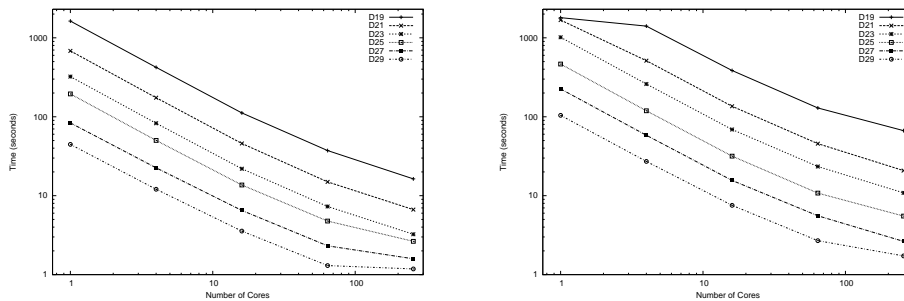 D19
D21
D23
D25
D27
D29
Time (seconds)
1000
100
10
1
1 10 100
Number of Cores
D19
D21
D23
D25
D27
D29
Time (seconds)
1000
100
10
1
1 10 100
Number of Cores